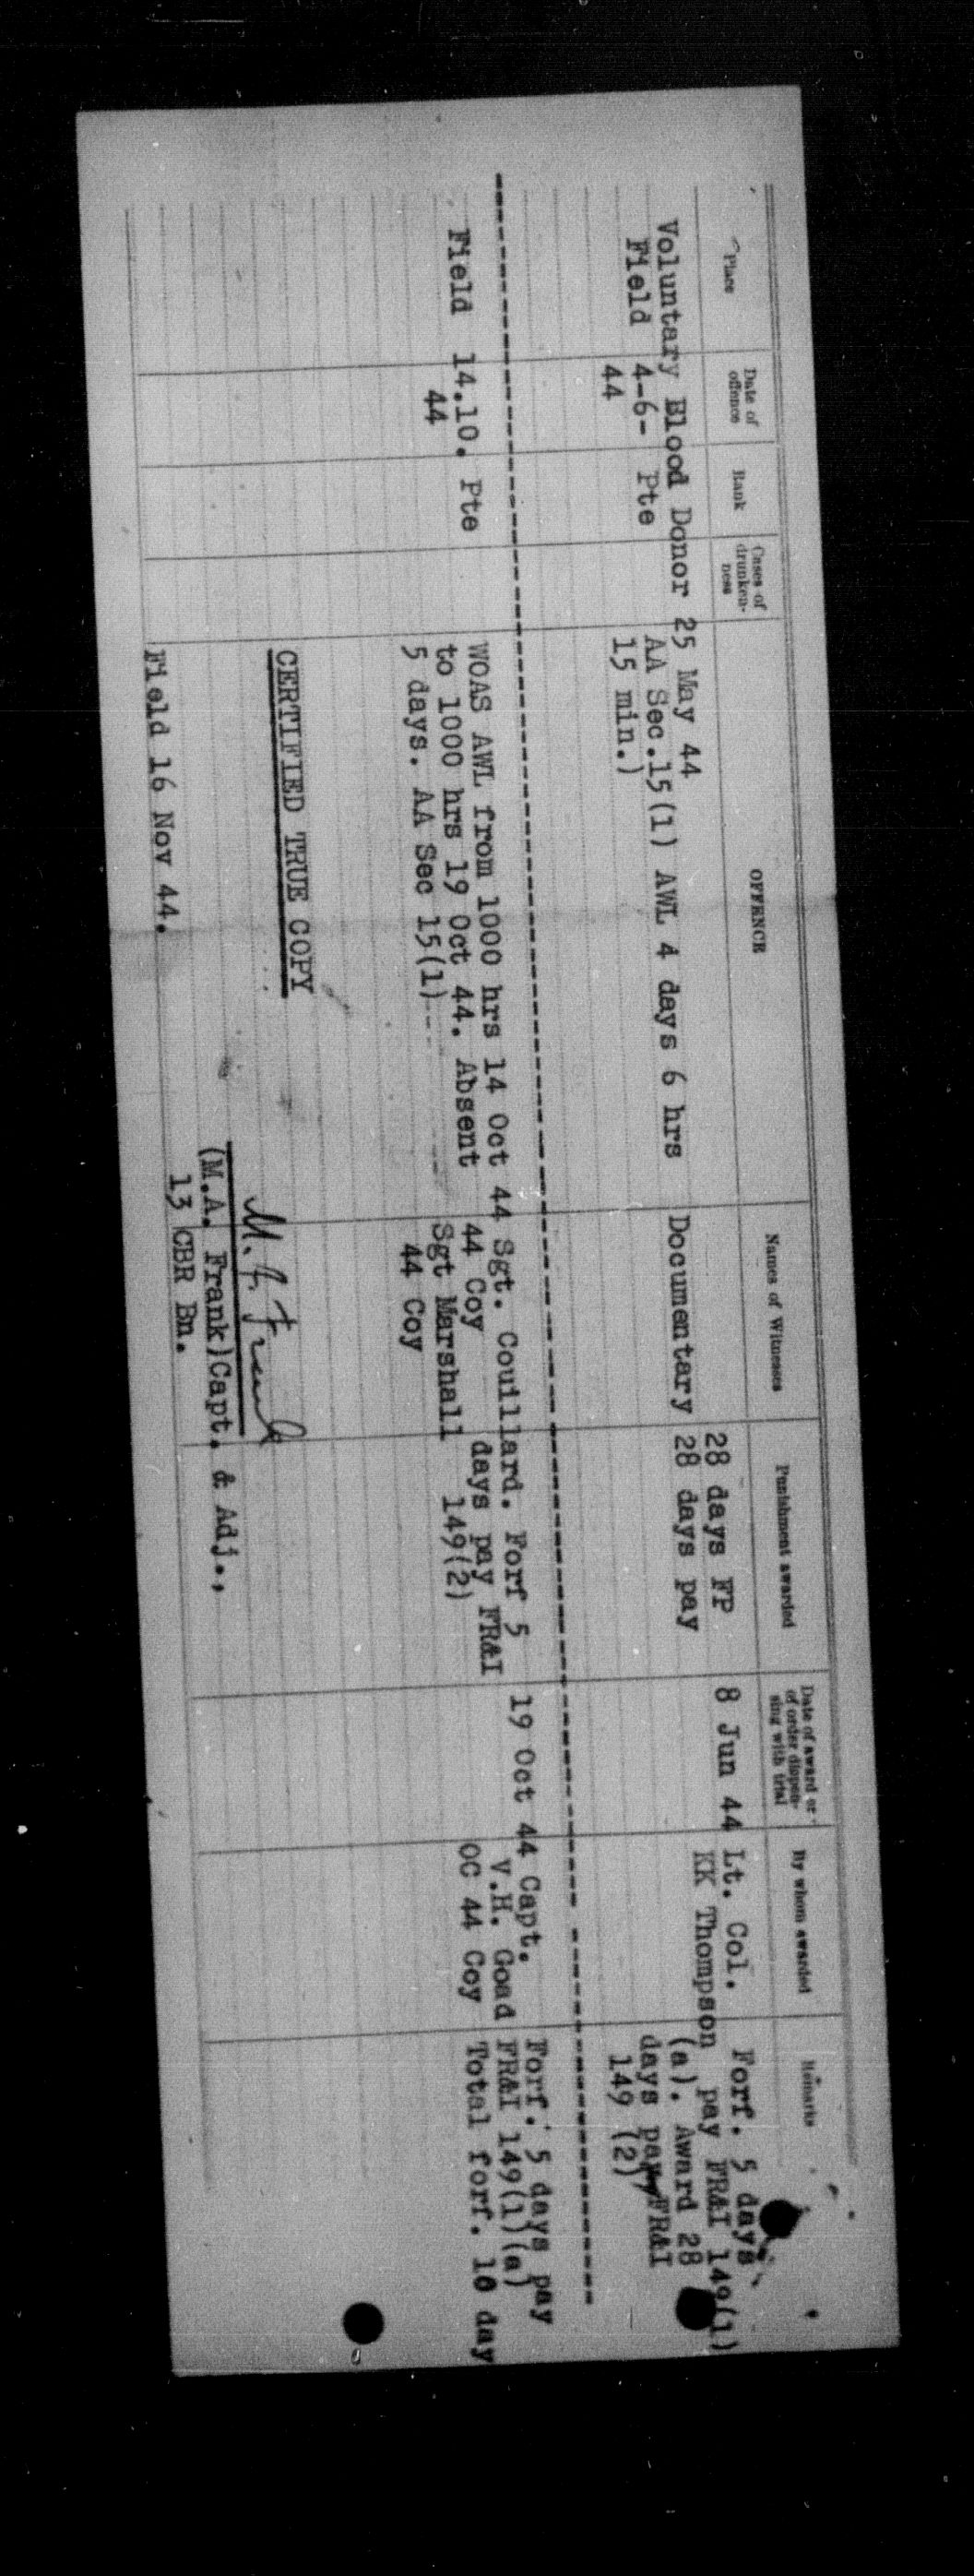 Place
Date of offence
Rank
Cases of drunken-ness
OFFENCE
Names of Witnesses
Punishment awarded
Date of award or of order dispen-sing with trial
By whom awarded
Remarks
Voluntary Blood Donor 25 May 44
Field 4-6- Pte AA Sec.15(1) AWL 4 days 6 hrs Documentary 28 days FP 8 Jun 44 Lt. Col. Forf. 5 days
44 15 min.) 28 days pay KK Thompson pay FR&I 149(1)
(a). Award 28
days pay FR&I
149 (2)
Field 14.10. Pte WOAS AWL from 1000 hrs 14 Oct 44 Sgt. Couillard. Forf 5 19 Oct 44 Capt. Forf. 5 days pay
44 to 1000 hrs 19 Oct 44. Absent 44 Coy days pay FR&I V.H. Goad FR&I 149(1)(a)
5 days. AA Sec 15(1) Sgt Marshall 149(2) OC 44 Coy Total forf. 10 day
44 Coy
CERTIFIED TRUE COPY
M. A. Frank
(M.A. Frank)Capt. & Adj.,
Field 16 Nov 44. 13 CBR Bn.